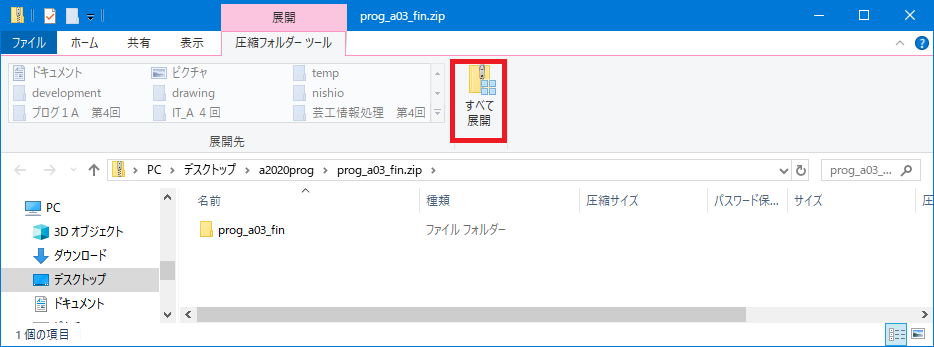 展開
prog_a03_fin.zip
ファイル ホーム 共有 表示 圧縮フォルダー ツール
ドキュメント ピクチャ temp
development drawing nishio
プログ１Ａ　第4回 IT_A ４回 芸工情報処理　第4回
すべて
展開
展開先
PC デスクトップ a2020prog prog_a03_fin.zip
prog_a03_...
名前 種類 圧縮サイズ パスワード保... サイズ 圧
PC
prog_a03_fin ファイル フォルダー
3D オブジェクト
ダウンロード
デスクトップ
ドキュメント
1 個の項目